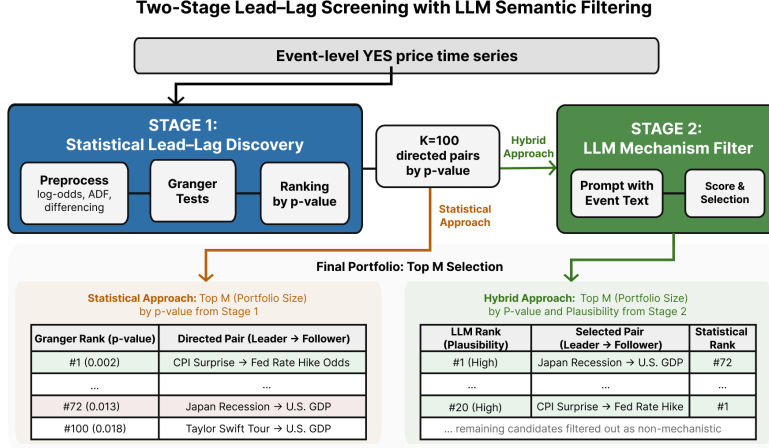 Two-Stage Lead–Lag Screening with LLM Semantic Filtering
Event-level YES price time series
STAGE 1:
Statistical Lead–Lag Discovery
Preprocess
log-odds, ADF,
differencing
Granger
Tests
Ranking
by p-value
K=100
directed pairs
by p-value
Hybrid
Approach
Statistical
Approach
STAGE 2:
LLM Mechanism Filter
Prompt with
Event Text
Score &
Selection
Final Portfolio: Top M Selection
Statistical Approach: Top M (Portfolio Size)
by p-value from Stage 1
Granger Rank (p-value) Directed Pair (Leader → Follower)
#1 (0.002) CPI Surprise → Fed Rate Hike Odds
... ...
#72 (0.013) Japan Recession → U.S. GDP
#100 (0.018) Taylor Swift Tour → U.S. GDP
Hybrid Approach: Top M (Portfolio Size)
by P-value and Plausibility from Stage 2
LLM Rank Selected Pair Statistical
(Plausibility) (Leader → Follower) Rank
#1 (High) Japan Recession → U.S. GDP #72
... ... ...
#20 (High) CPI Surprise → Fed Rate Hike #1
... remaining candidates filtered out as non-mechanistic